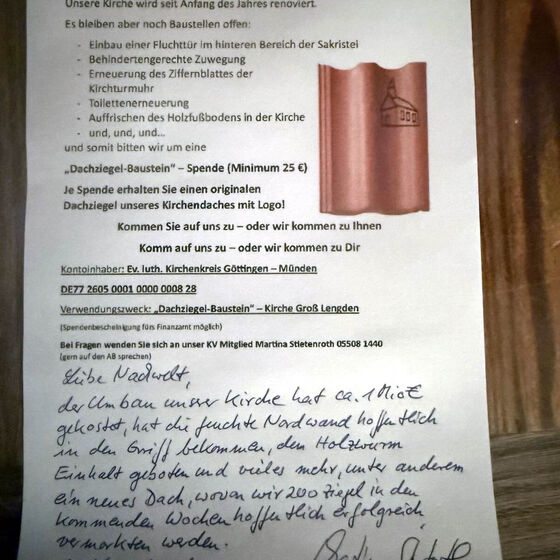 Unsere Kirche wird seit Anfang des Jahres renoviert.
Es bleiben aber noch Baustellen offen:
- Einbau einer Fluchttür im hinteren Bereich der Sakristei
- Behindertengerechte Zuwegung
- Erneuerung des Ziffernblattes der
Kirchturmuhr
- Toilettenerneuerung
- Auffrischen des Holzfußbodens in der Kirche
- und, und, und...
und somit bitten wir um eine
„Dachziegel-Baustein" – Spende (Minimum 25 €)
Je Spende erhalten Sie einen originalen
Dachziegel unseres Kirchendaches mit Logo!
Kommen Sie auf uns zu – oder wir kommen zu Ihnen
Komm auf uns zu – oder wir kommen zu Dir
Kontoinhaber: Ev. luth. Kirchenkreis Göttingen – Münden
DE77 2605 0001 0000 0008 28
Verwendungszweck: „Dachziegel-Baustein" – Kirche Groß Lengden
(Spendenbescheinigung fürs Finanzamt möglich)
Bei Fragen wenden Sie sich an unser KV Mitglied Martina Stietenroth 05508 1440
(gern auf den AB sprechen)
Liebe Nachwelt,
der Umbau unserer Kirche hat ca. 1 Mio €
gekostet, hat die feuchte Nordwand hoffentlich
in den Griff bekommen, den Holzwurm
Einhalt geboten und vieles mehr, unter anderem
ein neues Dach, wovon wir 200 Ziegel in den
kommenden Wochen hoffentlich erfolgreich
vermarkten werden.